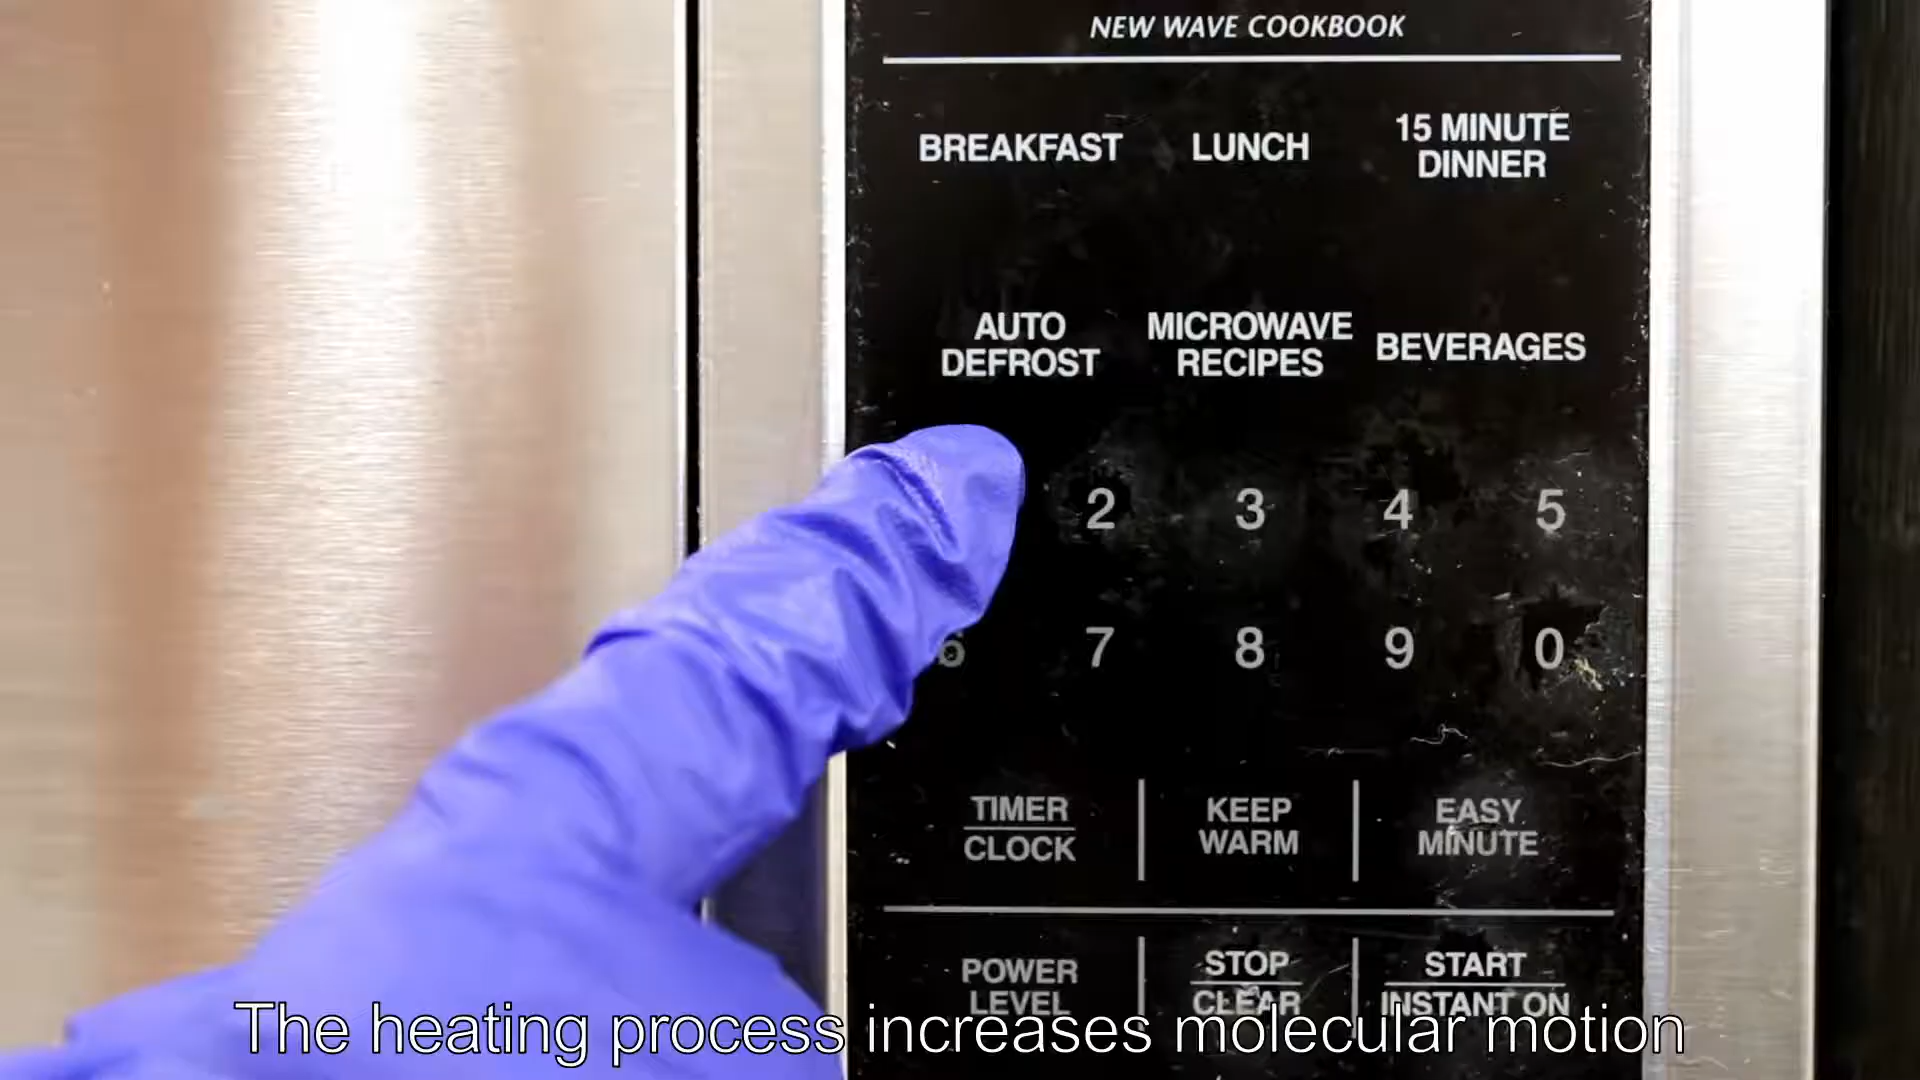 NEW WAVE COOKBOOK
BREAKFAST LUNCH 15 MINUTE DINNER
AUTO DEFROST MICROWAVE RECIPES BEVERAGES
2 3 4 5
6 7 8 9 0
TIMER CLOCK KEEP WARM EASY MINUTE
POWER LEVEL STOP CLEAR START INSTANT ON
The heating process increases molecular motion